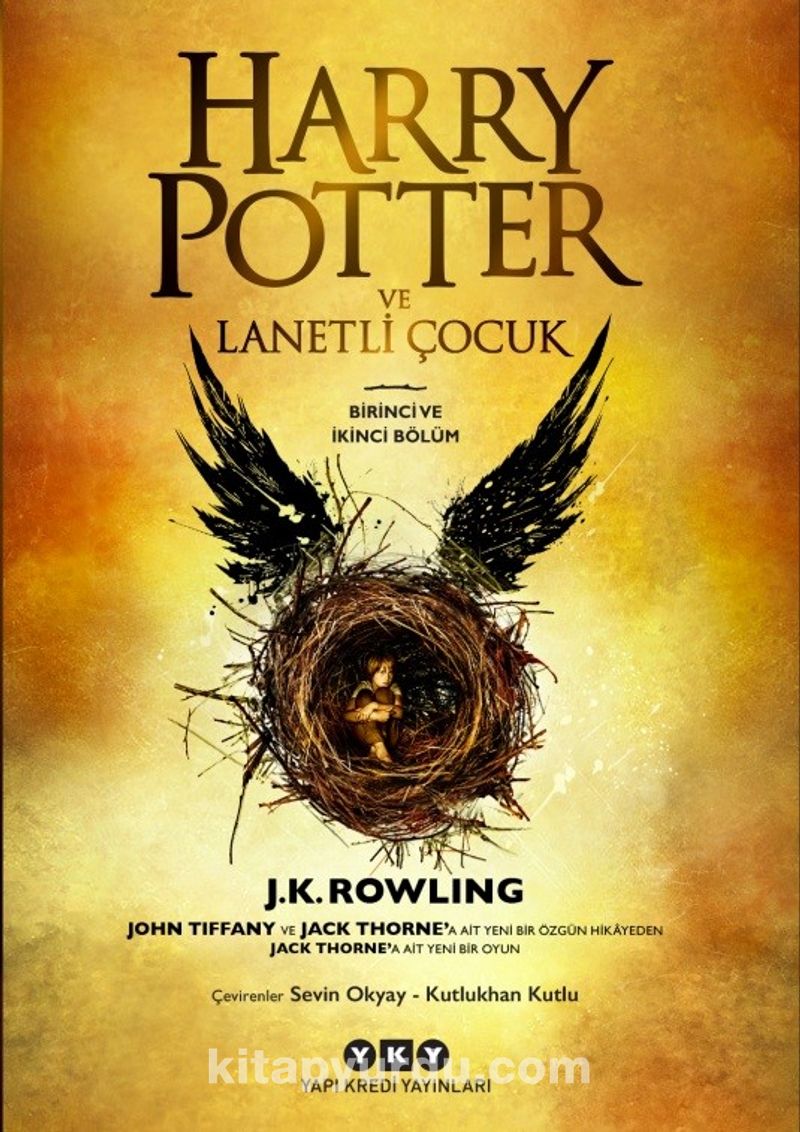 HARRY
POTTER
VE
LANETLİ ÇOCUK
BİRİNCİ VE
İKİNCİ BÖLÜM
J.K. ROWLING
JOHN TIFFANY VE JACK THORNE'A AİT YENİ BİR ÖZGÜN HİKÂYEDEN
JACK THORNE'A AİT YENİ BİR OYUN
Çevirenler Sevin Okyay - Kutlukhan Kutlu
YKY
kitapyurdu.com
YAPI KREDİ YAYINLARI